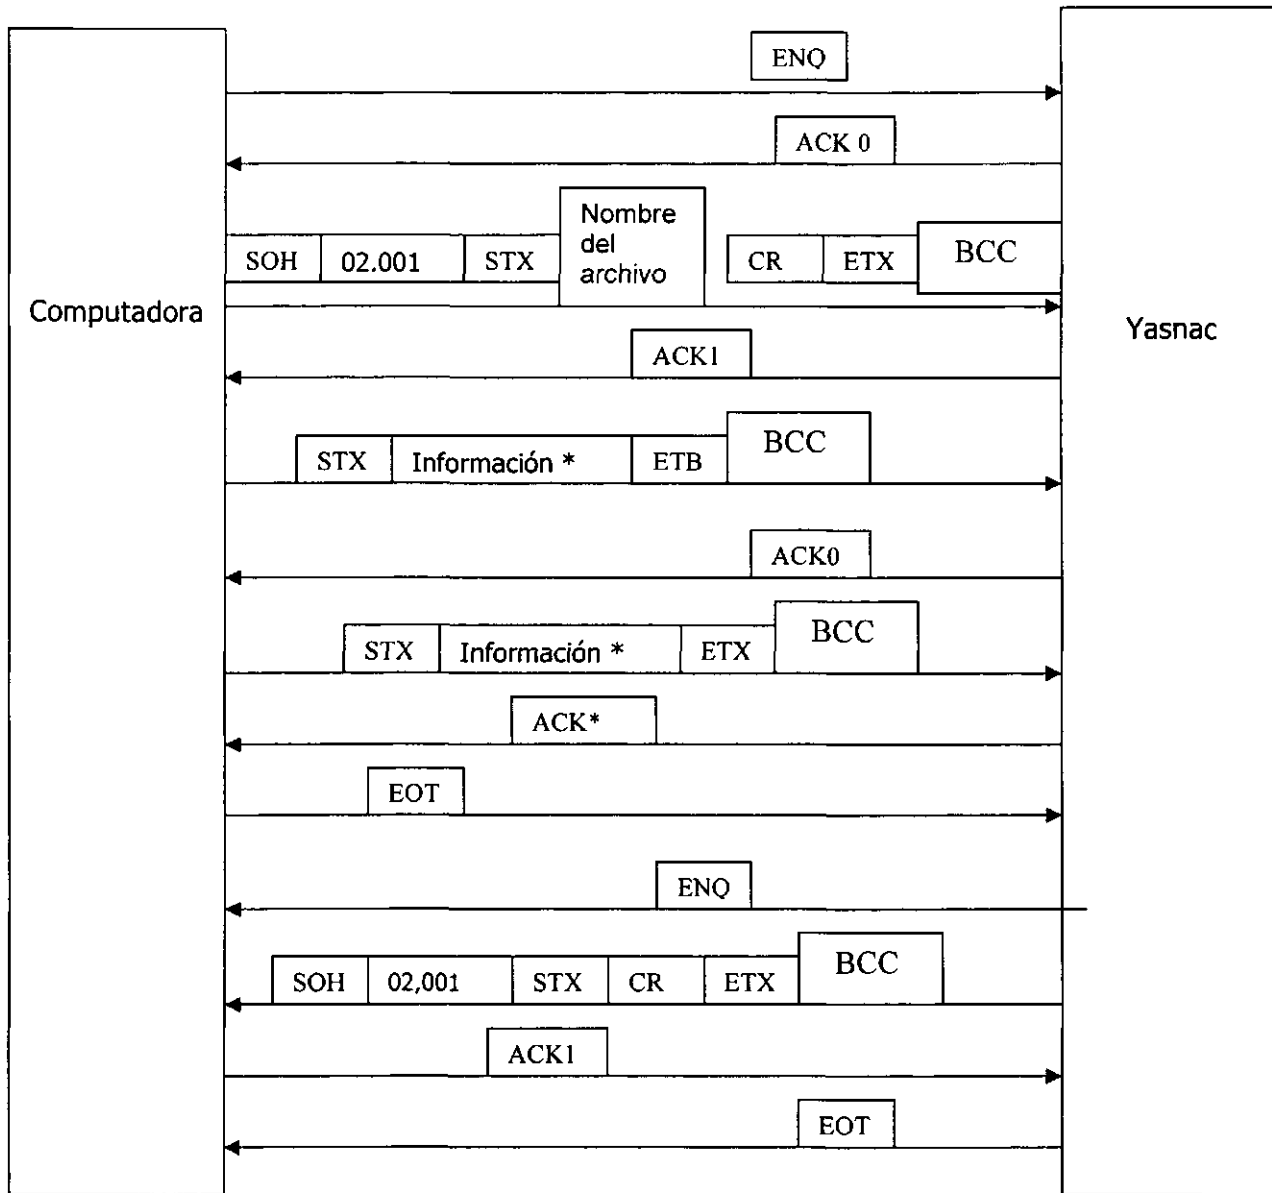 ENQ
ACK 0
SOH 02.001 STX Nombre del archivo CR ETX BCC
Computadora
Yasnac
ACK1
STX Información * ETB BCC
ACK0
STX Información * ETX BCC
ACK*
EOT
ENQ
SOH 02,001 STX CR ETX BCC
ACK1
EOT